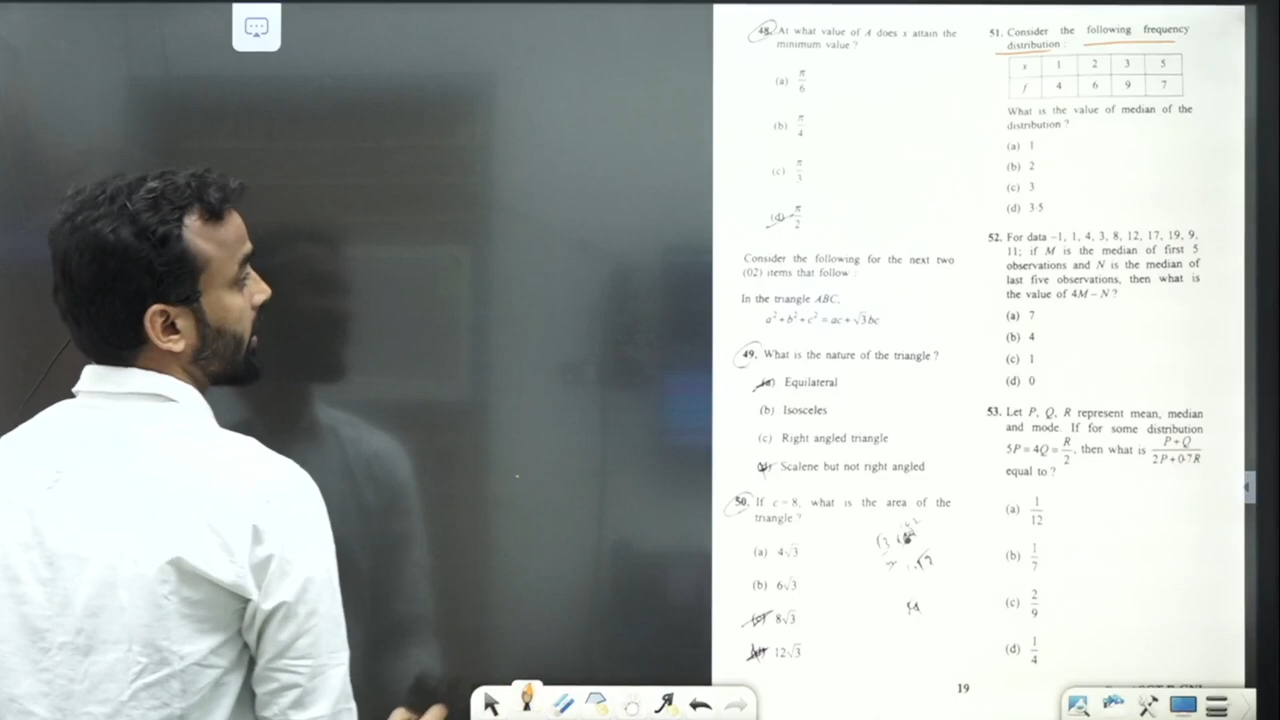 48. At what value of A does x attain the
minimum value ?
(a) π/6
(b) π/4
(c) π/3
(d) π/2
Consider the following for the next two
(02) items that follow :
In the triangle ABC,
a² + b² + c² = ac + √3 bc
49. What is the nature of the triangle ?
(a) Equilateral
(b) Isosceles
(c) Right angled triangle
(d) Scalene but not right angled
50. If c = 8, what is the area of the
triangle ?
(a) 4√3
(b) 6√3
(c) 8√3
(d) 12√3
51. Consider the following frequency
distribution :
x 1 2 3 5
f 4 6 9 7
What is the value of median of the
distribution ?
(a) 1
(b) 2
(c) 3
(d) 3·5
52. For data -1, 1, 4, 3, 8, 12, 17, 19, 9,
11; if M is the median of first 5
observations and N is the median of
last five observations, then what is
the value of 4M - N ?
(a) 7
(b) 4
(c) 1
(d) 0
53. Let P, Q, R represent mean, median
and mode. If for some distribution
5P = 4Q = R/2, then what is (P + Q)/(2P + 0·7R)
equal to ?
(a) 1/12
(b) 1/7
(c) 2/9
(d) 1/4
19